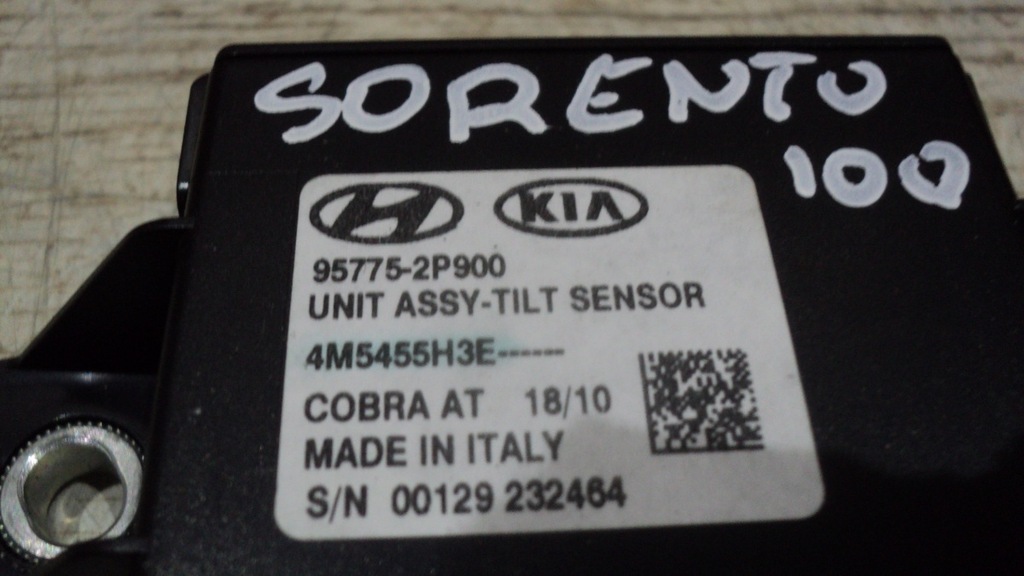 SORENTO
100
KIA
95775-2P900
UNIT ASSY-TILT SENSOR
4M5455H3E------
COBRA AT 18/10
MADE IN ITALY
S/N 00129 232464